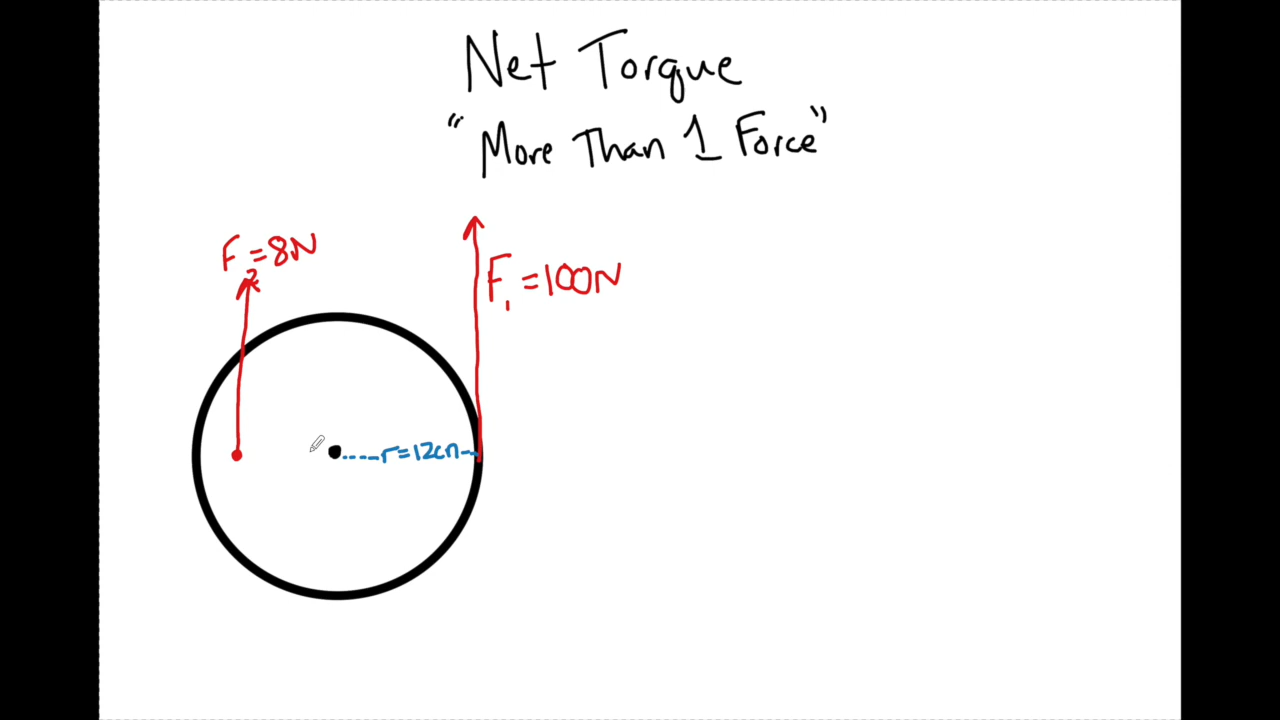 Net Torque
"More Than 1 Force"
F₂=8N
F₁=100N
r=12cm